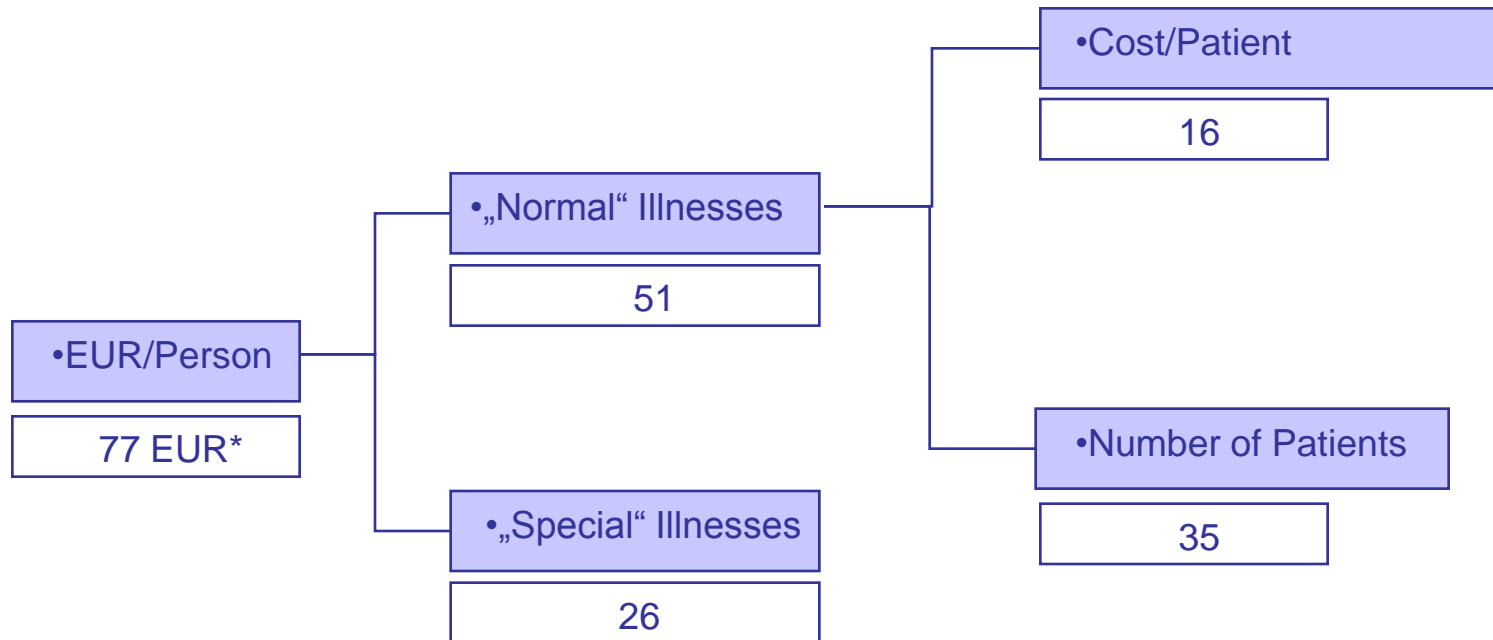 •Cost/Patient
16
•„Normal“ Illnesses
51
•EUR/Person
77 EUR*
•Number of Patients
35
•„Special“ Illnesses
26